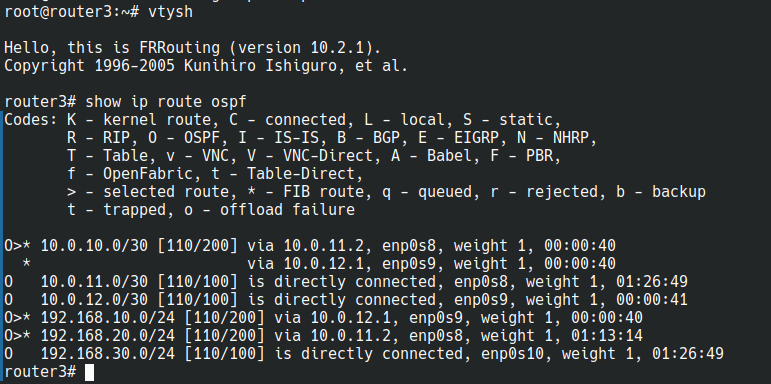 root@router3:~# vtysh
Hello, this is FRRouting (version 10.2.1).
Copyright 1996-2005 Kunihiro Ishiguro, et al.
router3# show ip route ospf
Codes: K - kernel route, C - connected, L - local, S - static,
       R - RIP, O - OSPF, I - IS-IS, B - BGP, E - EIGRP, N - NHRP,
       T - Table, v - VNC, V - VNC-Direct, A - Babel, F - PBR,
       f - OpenFabric, t - Table-Direct,
       > - selected route, * - FIB route, q - queued, r - rejected, b - backup
       t - trapped, o - offload failure
O>* 10.0.10.0/30 [110/200] via 10.0.11.2, enp0s8, weight 1, 00:00:40
  *                        via 10.0.12.1, enp0s9, weight 1, 00:00:40
O   10.0.11.0/30 [110/100] is directly connected, enp0s8, weight 1, 01:26:49
O   10.0.12.0/30 [110/100] is directly connected, enp0s9, weight 1, 00:00:41
O>* 192.168.10.0/24 [110/200] via 10.0.12.1, enp0s9, weight 1, 00:00:40
O>* 192.168.20.0/24 [110/200] via 10.0.11.2, enp0s8, weight 1, 01:13:14
O   192.168.30.0/24 [110/100] is directly connected, enp0s10, weight 1, 01:26:49
router3#